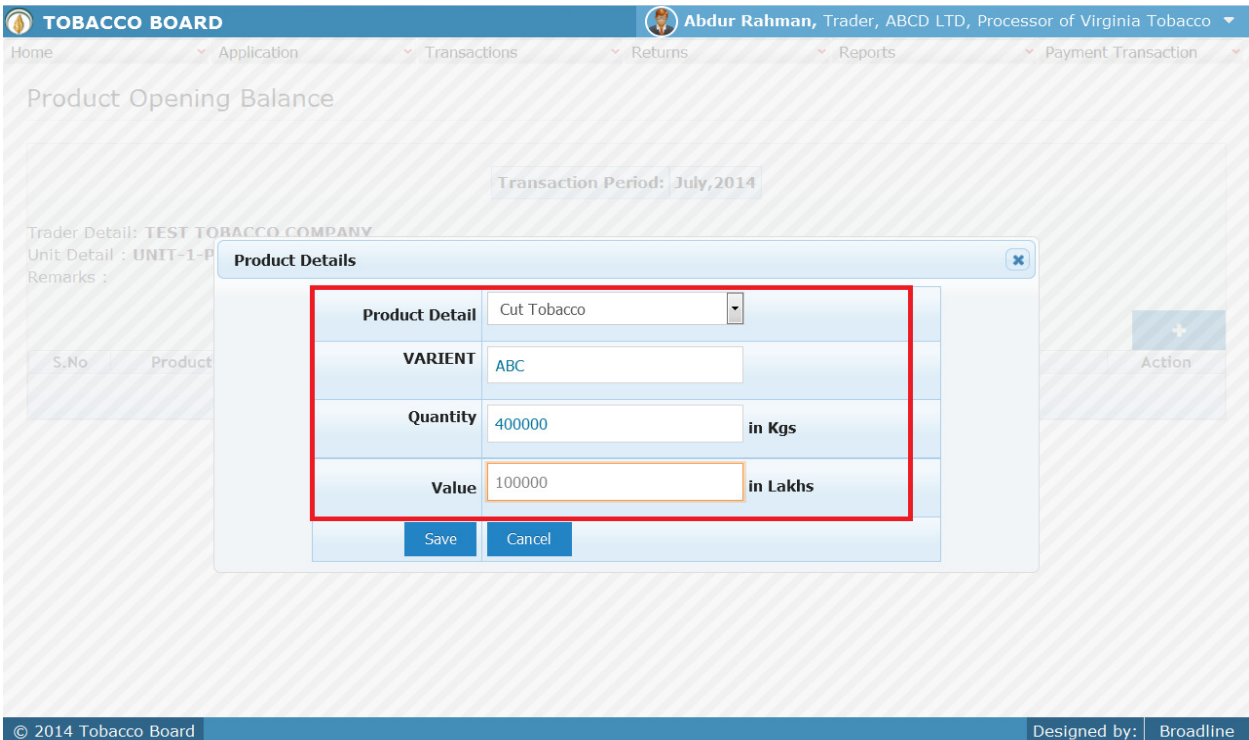 TOBACCO BOARD
Abdur Rahman, Trader, ABCD LTD, Processor of Virginia Tobacco
Home Application Transactions Returns Reports Payment Transaction
Product Opening Balance
Transaction Period: July,2014
Trader Detail: TEST TOBACCO COMPANY
Unit Detail : UNIT-1-P
Remarks :
Product Details
Product Detail Cut Tobacco
VARIENT ABC
Quantity 400000 in Kgs
Value 100000 in Lakhs
Save Cancel
S.No Product Action
© 2014 Tobacco Board Designed by: Broadline